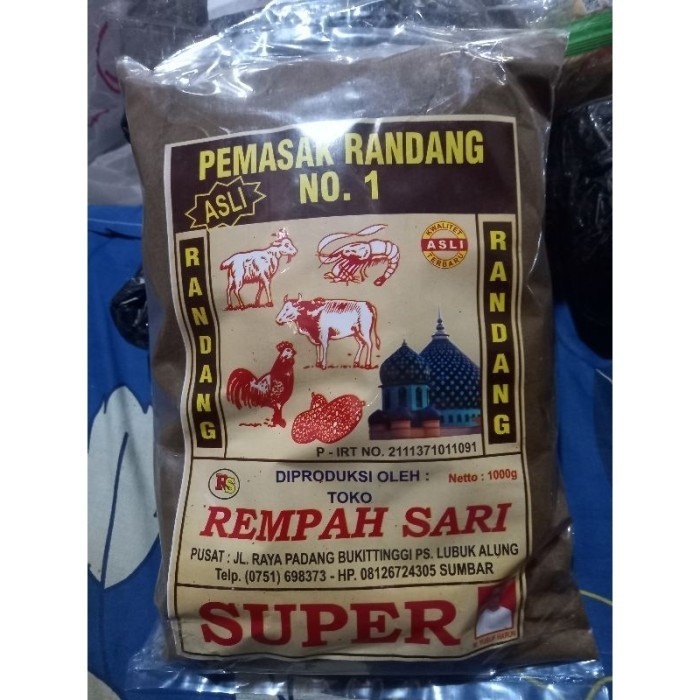 PEMASAK RANDANG
NO. 1
ASLI
KWALITET
ASLI
TERBARU
RANDANG
RANDANG
P - IRT NO. 2111371011091
RS
DIPRODUKSI OLEH :
Netto : 1000g
TOKO
REMPAH SARI
PUSAT : JL. RAYA PADANG BUKITTINGGI PS. LUBUK ALUNG
Telp. (0751) 698373 - HP. 08126724305 SUMBAR
SUPER